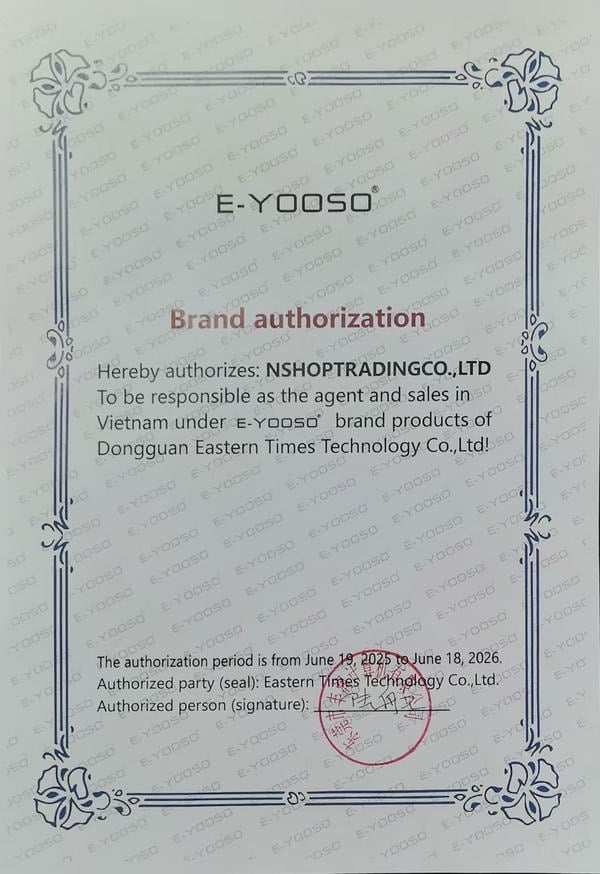 E-YOOSO®
Brand authorization
Hereby authorizes: NSHOPTRADINGCO.,LTD
To be responsible as the agent and sales in
Vietnam under E-YOOSO® brand products of
Dongguan Eastern Times Technology Co.,Ltd!
The authorization period is from June 19, 2025 to June 18, 2026.
Authorized party (seal): Eastern Times Technology Co.,Ltd.
Authorized person (signature):